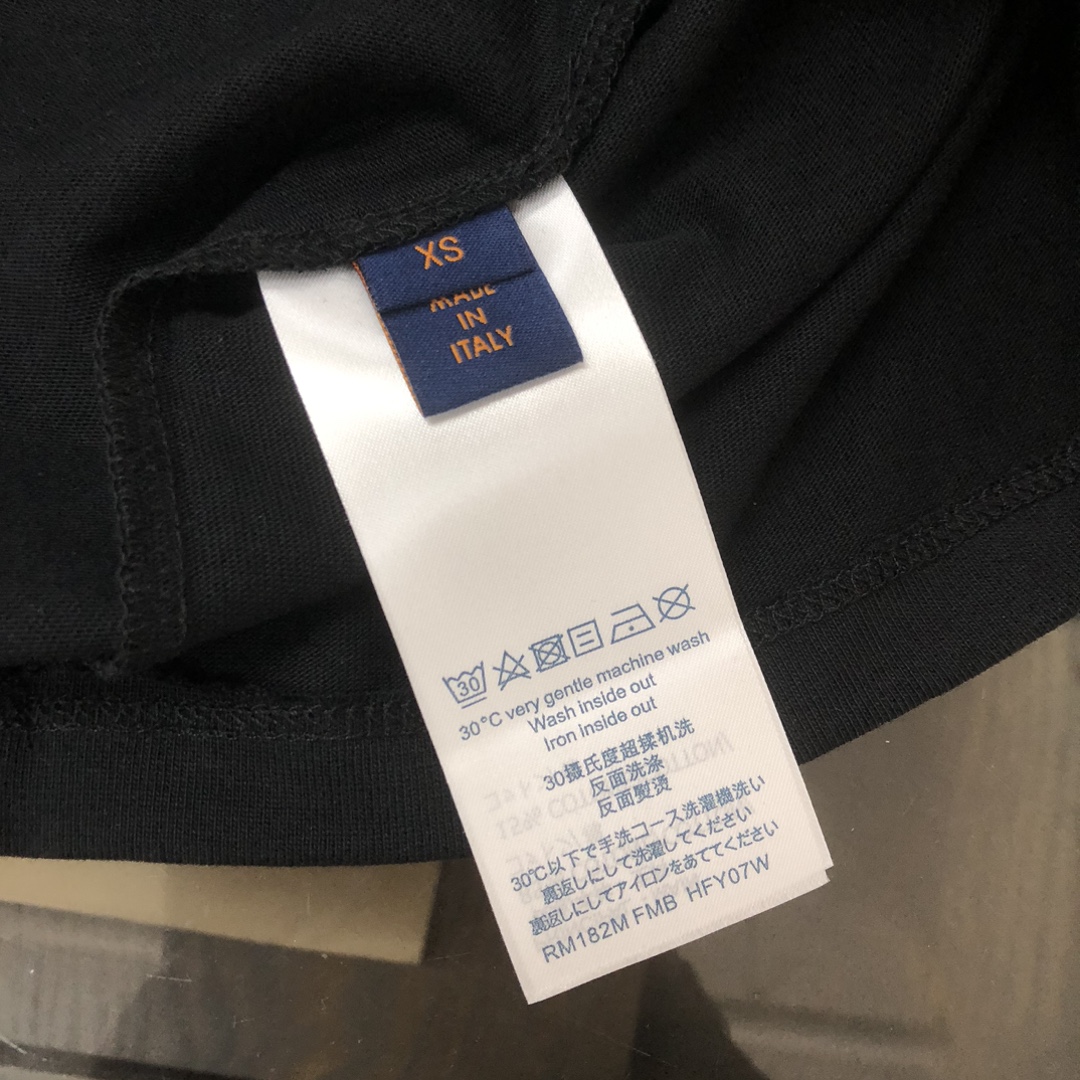 XS
MADE
IN
ITALY
30
30°C very gentle machine wash
Wash inside out
Iron inside out
30摄氏度超揉机洗
反面洗涤
反面熨烫
30℃以下で手洗コース洗濯機洗い
裏返しにして洗濯してください
裏返しにしてアイロンをあててください
RM182M FMB HFY07W